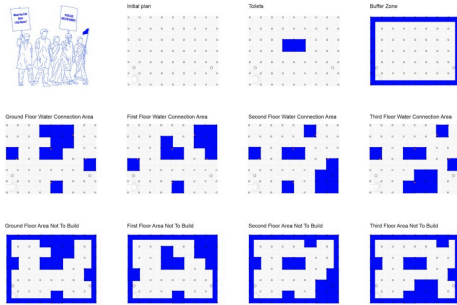 Initial plan
Toilets
Buffer Zone
Ground Floor Water Connection Area
First Floor Water Connection Area
Second Floor Water Connection Area
Third Floor Water Connection Area
Ground Floor Area Not To Build
First Floor Area Not To Build
Second Floor Area Not To Build
Third Floor Area Not To Build